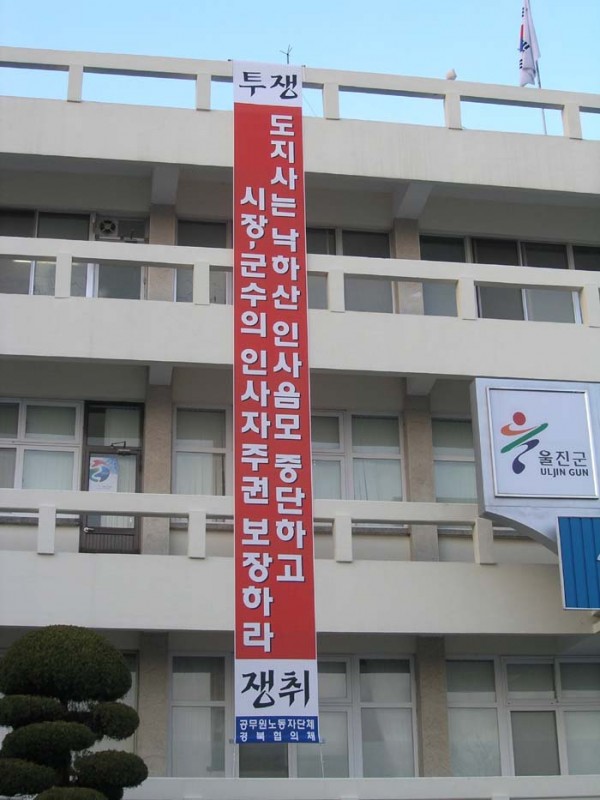 투쟁
도지사는 낙하산 인사음모 중단하고
시장,군수의 인사자주권 보장하라
쟁취
공무원노동자단체
경북협의체
울진군
ULJIN GUN